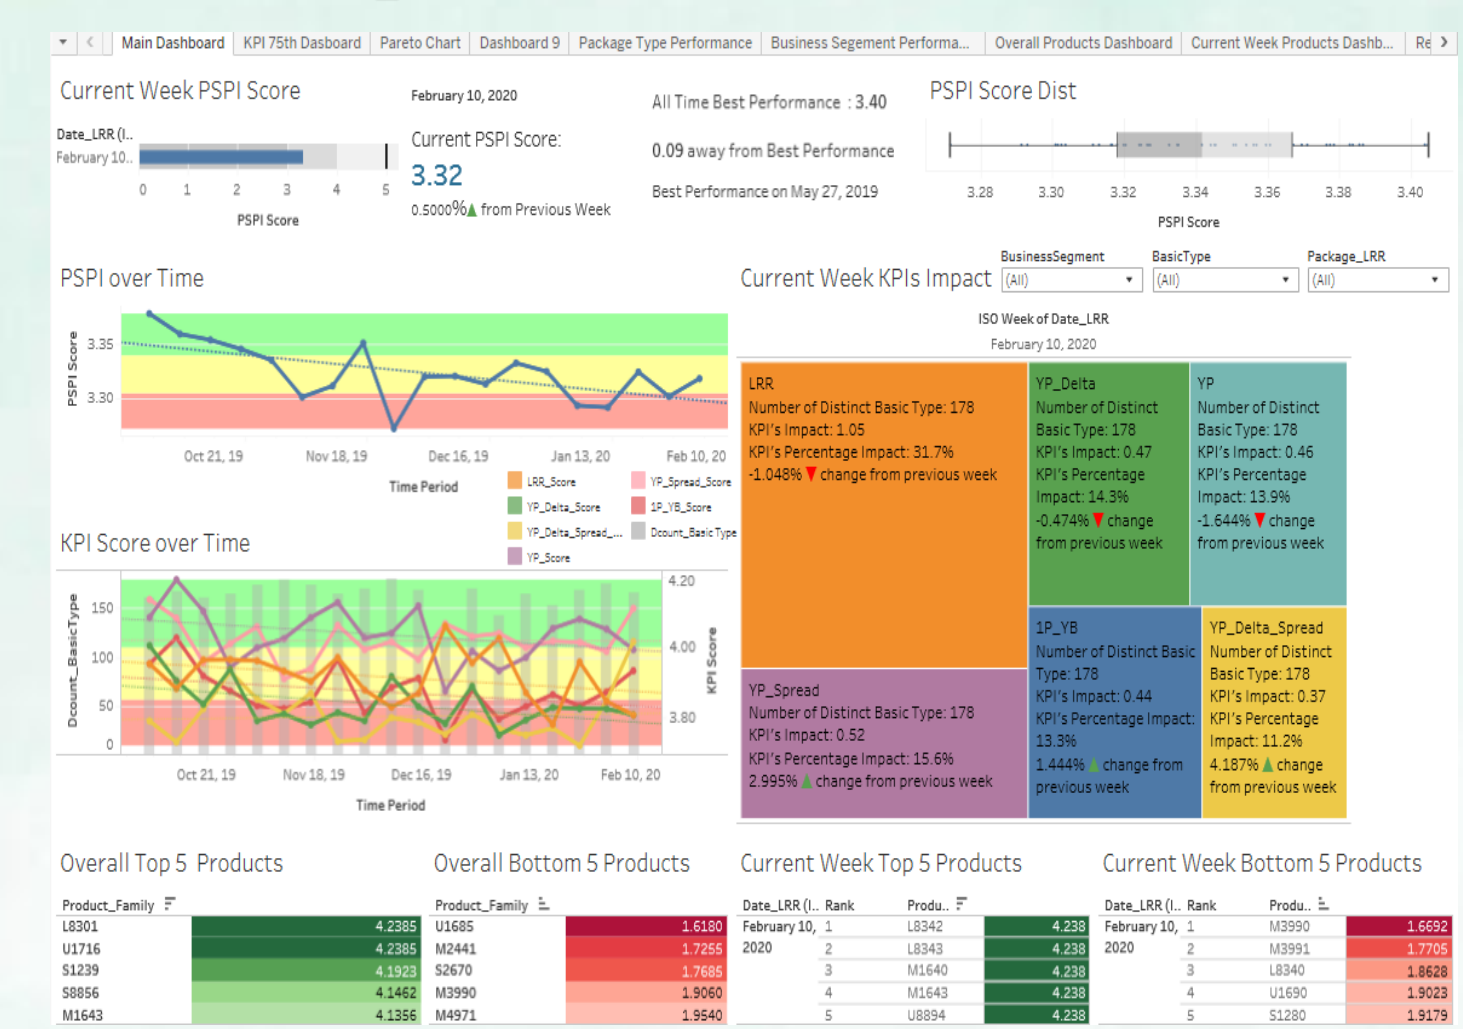 Main Dashboard KPI 75th Dasboard Pareto Chart Dashboard 9 Package Type Performance Business Segement Performa... Overall Products Dashboard Current Week Products Dashb... Re
Current Week PSPI Score
Date_LRR (I..
February 10..
0 1 2 3 4 5
PSPI Score
February 10, 2020
Current PSPI Score:
3.32
0.5000%▲ from Previous Week
All Time Best Performance : 3.40
0.09 away from Best Performance
Best Performance on May 27, 2019
PSPI Score Dist
3.28 3.30 3.32 3.34 3.36 3.38 3.40
PSPI Score
PSPI over Time
PSPI Score
3.35
3.30
Oct 21, 19 Nov 18, 19 Dec 16, 19 Jan 13, 20 Feb 10, 20
Time Period
LRR_Score YP_Spread_Score
YP_Delta_Score 1P_YB_Score
YP_Delta_Spread_... Dcount_Basic Type
YP_Score
KPI Score over Time
Dcount_BasicType
150
100
50
0
4.20
4.00
3.80
KPI Score
Oct 21, 19 Nov 18, 19 Dec 16, 19 Jan 13, 20 Feb 10, 20
Time Period
Current Week KPIs Impact
BusinessSegment BasicType Package_LRR
(All) (All) (All)
ISO Week of Date_LRR
February 10, 2020
LRR
Number of Distinct Basic Type: 178
KPI's Impact: 1.05
KPI's Percentage Impact: 31.7%
-1.048% ▼ change from previous week
YP_Delta
Number of Distinct
Basic Type: 178
KPI's Impact: 0.47
KPI's Percentage
Impact: 14.3%
-0.474% ▼ change
from previous week
YP
Number of Distinct
Basic Type: 178
KPI's Impact: 0.46
KPI's Percentage
Impact: 13.9%
-1.644% ▼ change
from previous week
YP_Spread
Number of Distinct Basic Type: 178
KPI's Impact: 0.52
KPI's Percentage Impact: 15.6%
2.995% ▲ change from previous week
1P_YB
Number of Distinct Basic
Type: 178
KPI's Impact: 0.44
KPI's Percentage Impact:
13.3%
1.444% ▲ change from
previous week
YP_Delta_Spread
Number of Distinct
Basic Type: 178
KPI's Impact: 0.37
KPI's Percentage
Impact: 11.2%
4.187% ▲ change
from previous week
Overall Top 5 Products
Product_Family
L8301 4.2385
U1716 4.2385
S1239 4.1923
S8856 4.1462
M1643 4.1356
Overall Bottom 5 Products
Product_Family
U1685 1.6180
M2441 1.7255
S2670 1.7685
M3990 1.9060
M4971 1.9540
Current Week Top 5 Products
Date_LRR (I.. Rank Produ..
February 10, 1 L8342 4.238
2020 2 L8343 4.238
3 M1640 4.238
4 M1643 4.238
5 U8894 4.238
Current Week Bottom 5 Products
Date_LRR (I.. Rank Produ..
February 10, 1 M3990 1.6692
2020 2 M3991 1.7705
3 L8340 1.8628
4 U1690 1.9023
5 S1280 1.9179